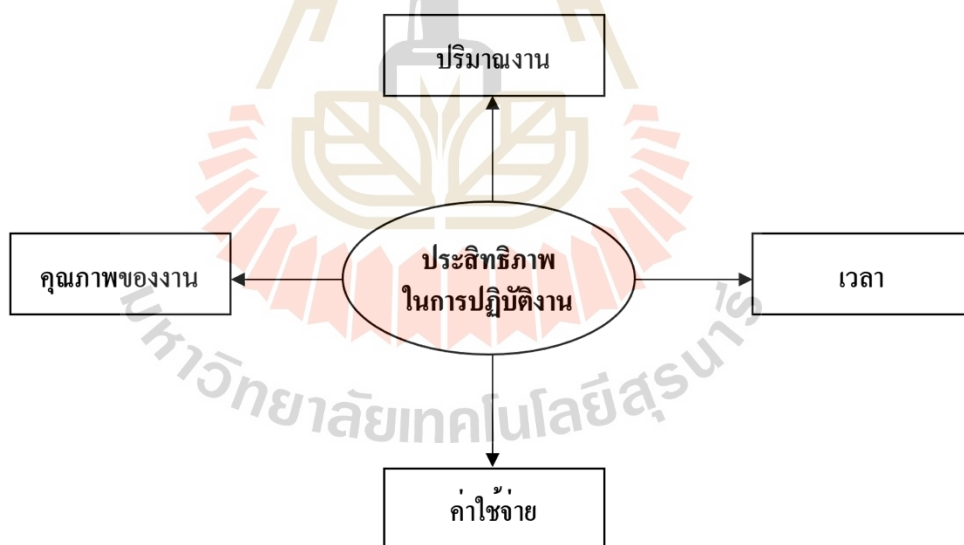 ปริมาณงาน
คุณภาพของงาน
ประสิทธิภาพ
ในการปฏิบัติงาน
เวลา
มหาวิทยาลัยเทคโนโลยีสุรนารี
ค่าใช้จ่าย